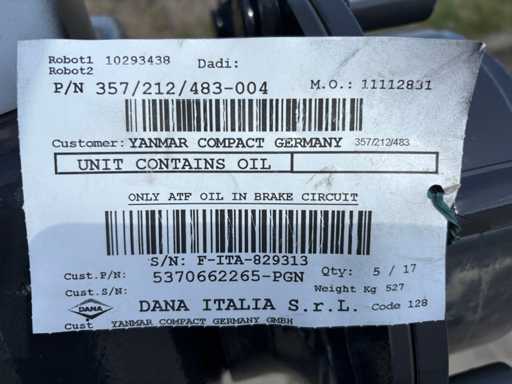 Robot1 10293438 Dadi:
Robot2
P/N 357/212/483-004 M.O.: 11112831
Customer: YANMAR COMPACT GERMANY 357/212/483
UNIT CONTAINS OIL
ONLY ATF OIL IN BRAKE CIRCUIT
S/N: F-ITA-829313
Cust.P/N: 5370662265-PGN Qty: 5 / 17
Cust.S/N: Weight Kg 527
DANA DANA ITALIA S.r.L. Code 128
Cust YANMAR COMPACT GERMANY GMBH